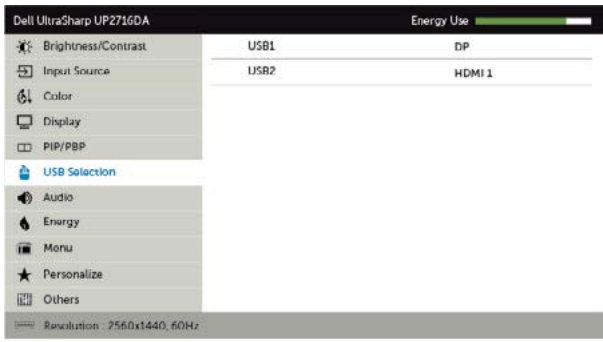 Dell UltraSharp UP2716DA
Energy Use
Brightness/Contrast
USB1
DP
Input Source
USB2
HDMI 1
Color
Display
PIP/PBP
USB Selection
Audio
Energy
Menu
Personalize
Others
Resolution : 2560x1440, 60Hz